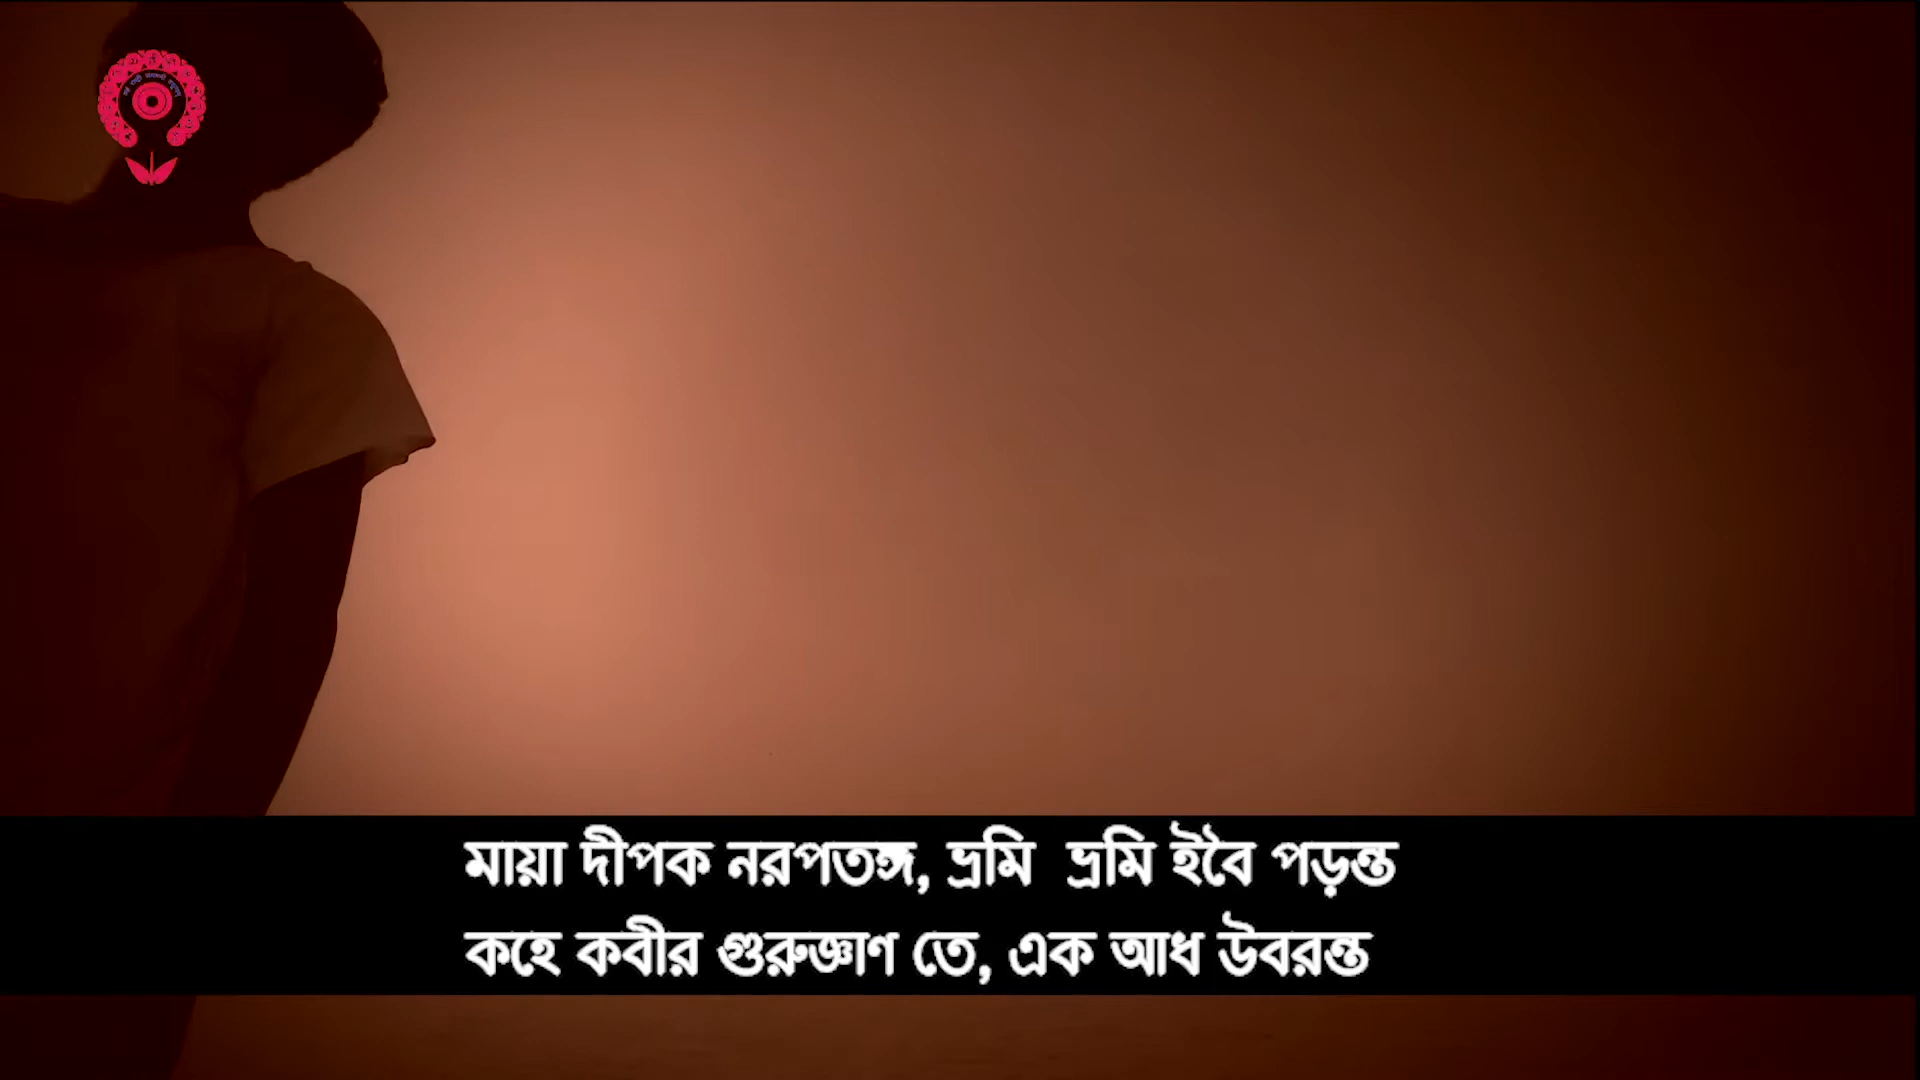 মায়া দীপক নরপতঙ্গ, ভ্রমি ভ্রমি ইবৈ পড়ন্ত
কহে কবীর গুরুজ্ঞাণ তে, এক আধ উবরন্ত